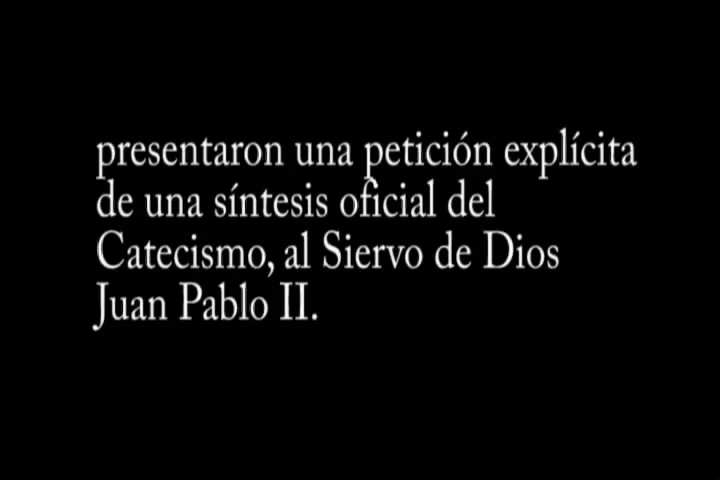 presentaron una petición explícita
de una síntesis oficial del
Catecismo, al Siervo de Dios
Juan Pablo II.